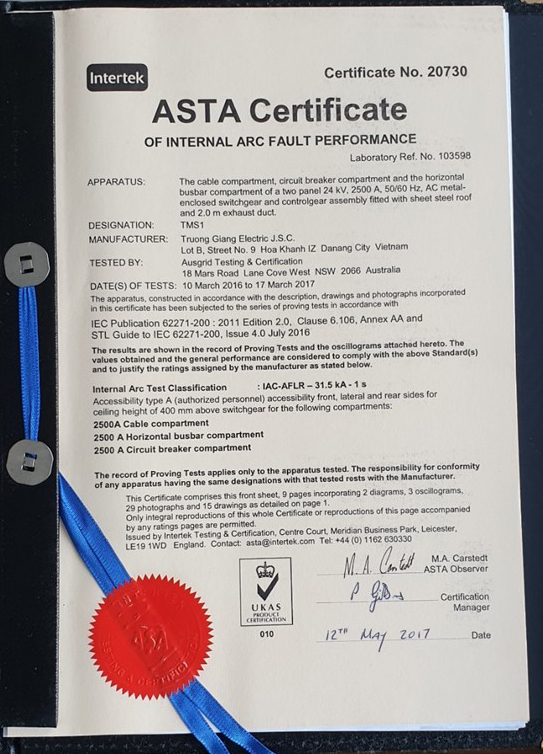 Intertek
Certificate No. 20730
ASTA Certificate
OF INTERNAL ARC FAULT PERFORMANCE
Laboratory Ref. No. 103598
APPARATUS: The cable compartment, circuit breaker compartment and the horizontal
busbar compartment of a two panel 24 kV, 2500 A, 50/60 Hz, AC metal-
enclosed switchgear and controlgear assembly fitted with sheet steel roof
and 2.0 m exhaust duct.
DESIGNATION: TMS1
MANUFACTURER: Truong Giang Electric J.S.C.
Lot B, Street No. 9 Hoa Khanh IZ Danang City Vietnam
TESTED BY: Ausgrid Testing & Certification
18 Mars Road Lane Cove West NSW 2066 Australia
DATE(S) OF TESTS: 10 March 2016 to 17 March 2017
The apparatus, constructed in accordance with the description, drawings and photographs incorporated
in this certificate has been subjected to the series of proving tests in accordance with
IEC Publication 62271-200 : 2011 Edition 2.0, Clause 6.106, Annex AA and
STL Guide to IEC 62271-200, Issue 4.0 July 2016
The results are shown in the record of Proving Tests and the oscillograms attached hereto. The
values obtained and the general performance are considered to comply with the above Standard(s)
and to justify the ratings assigned by the manufacturer as stated below.
Internal Arc Test Classification : IAC-AFLR – 31.5 kA - 1 s
Accessibility type A (authorized personnel) accessibility front, lateral and rear sides for
ceiling height of 400 mm above switchgear for the following compartments:
2500A Cable compartment
2500 A Horizontal busbar compartment
2500 A Circuit breaker compartment
The record of Proving Tests applies only to the apparatus tested. The responsibility for conformity
of any apparatus having the same designations with that tested rests with the Manufacturer.
This Certificate comprises this front sheet, 9 pages incorporating 2 diagrams, 3 oscillograms,
29 photographs and 15 drawings as detailed on page 1.
Only integral reproductions of this whole Certificate or reproductions of this page accompanied
by any ratings pages are permitted.
Issued by Intertek Testing & Certification, Centre Court, Meridian Business Park, Leicester,
LE19 1WD England. Contact: asta@intertek.com Tel: +44 (0) 1162 630330
UKAS
PRODUCT
CERTIFICATION
010
M. A. Carstedt
M.A. Carstedt
ASTA Observer
Certification
Manager
12TH May 2017 Date